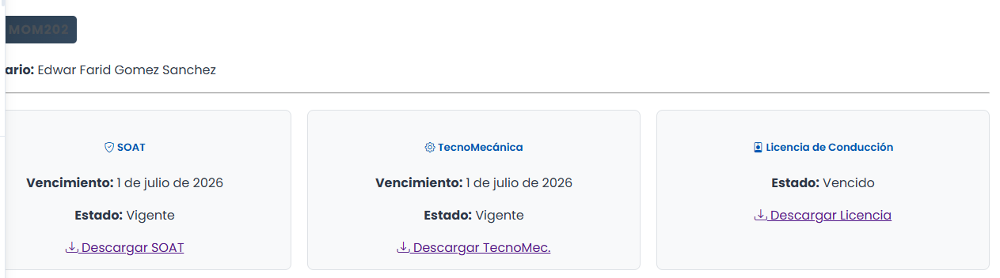 MOM202
ario: Edwar Farid Gomez Sanchez
SOAT
Vencimiento: 1 de julio de 2026
Estado: Vigente
Descargar SOAT
TecnoMecánica
Vencimiento: 1 de julio de 2026
Estado: Vigente
Descargar TecnoMec.
Licencia de Conducción
Estado: Vencido
Descargar Licencia